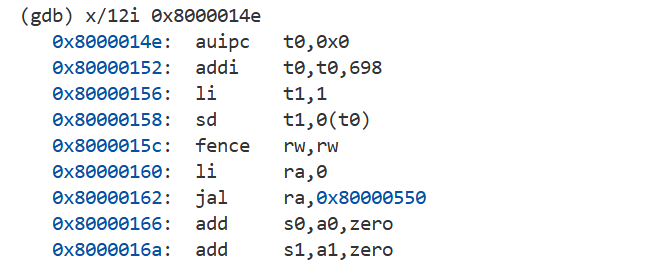 (gdb) x/12i 0x8000014e
0x8000014e: auipc t0,0x0
0x80000152: addi t0,t0,698
0x80000156: li t1,1
0x80000158: sd t1,0(t0)
0x8000015c: fence rw,rw
0x80000160: li ra,0
0x80000162: jal ra,0x80000550
0x80000166: add s0,a0,zero
0x8000016a: add s1,a1,zero